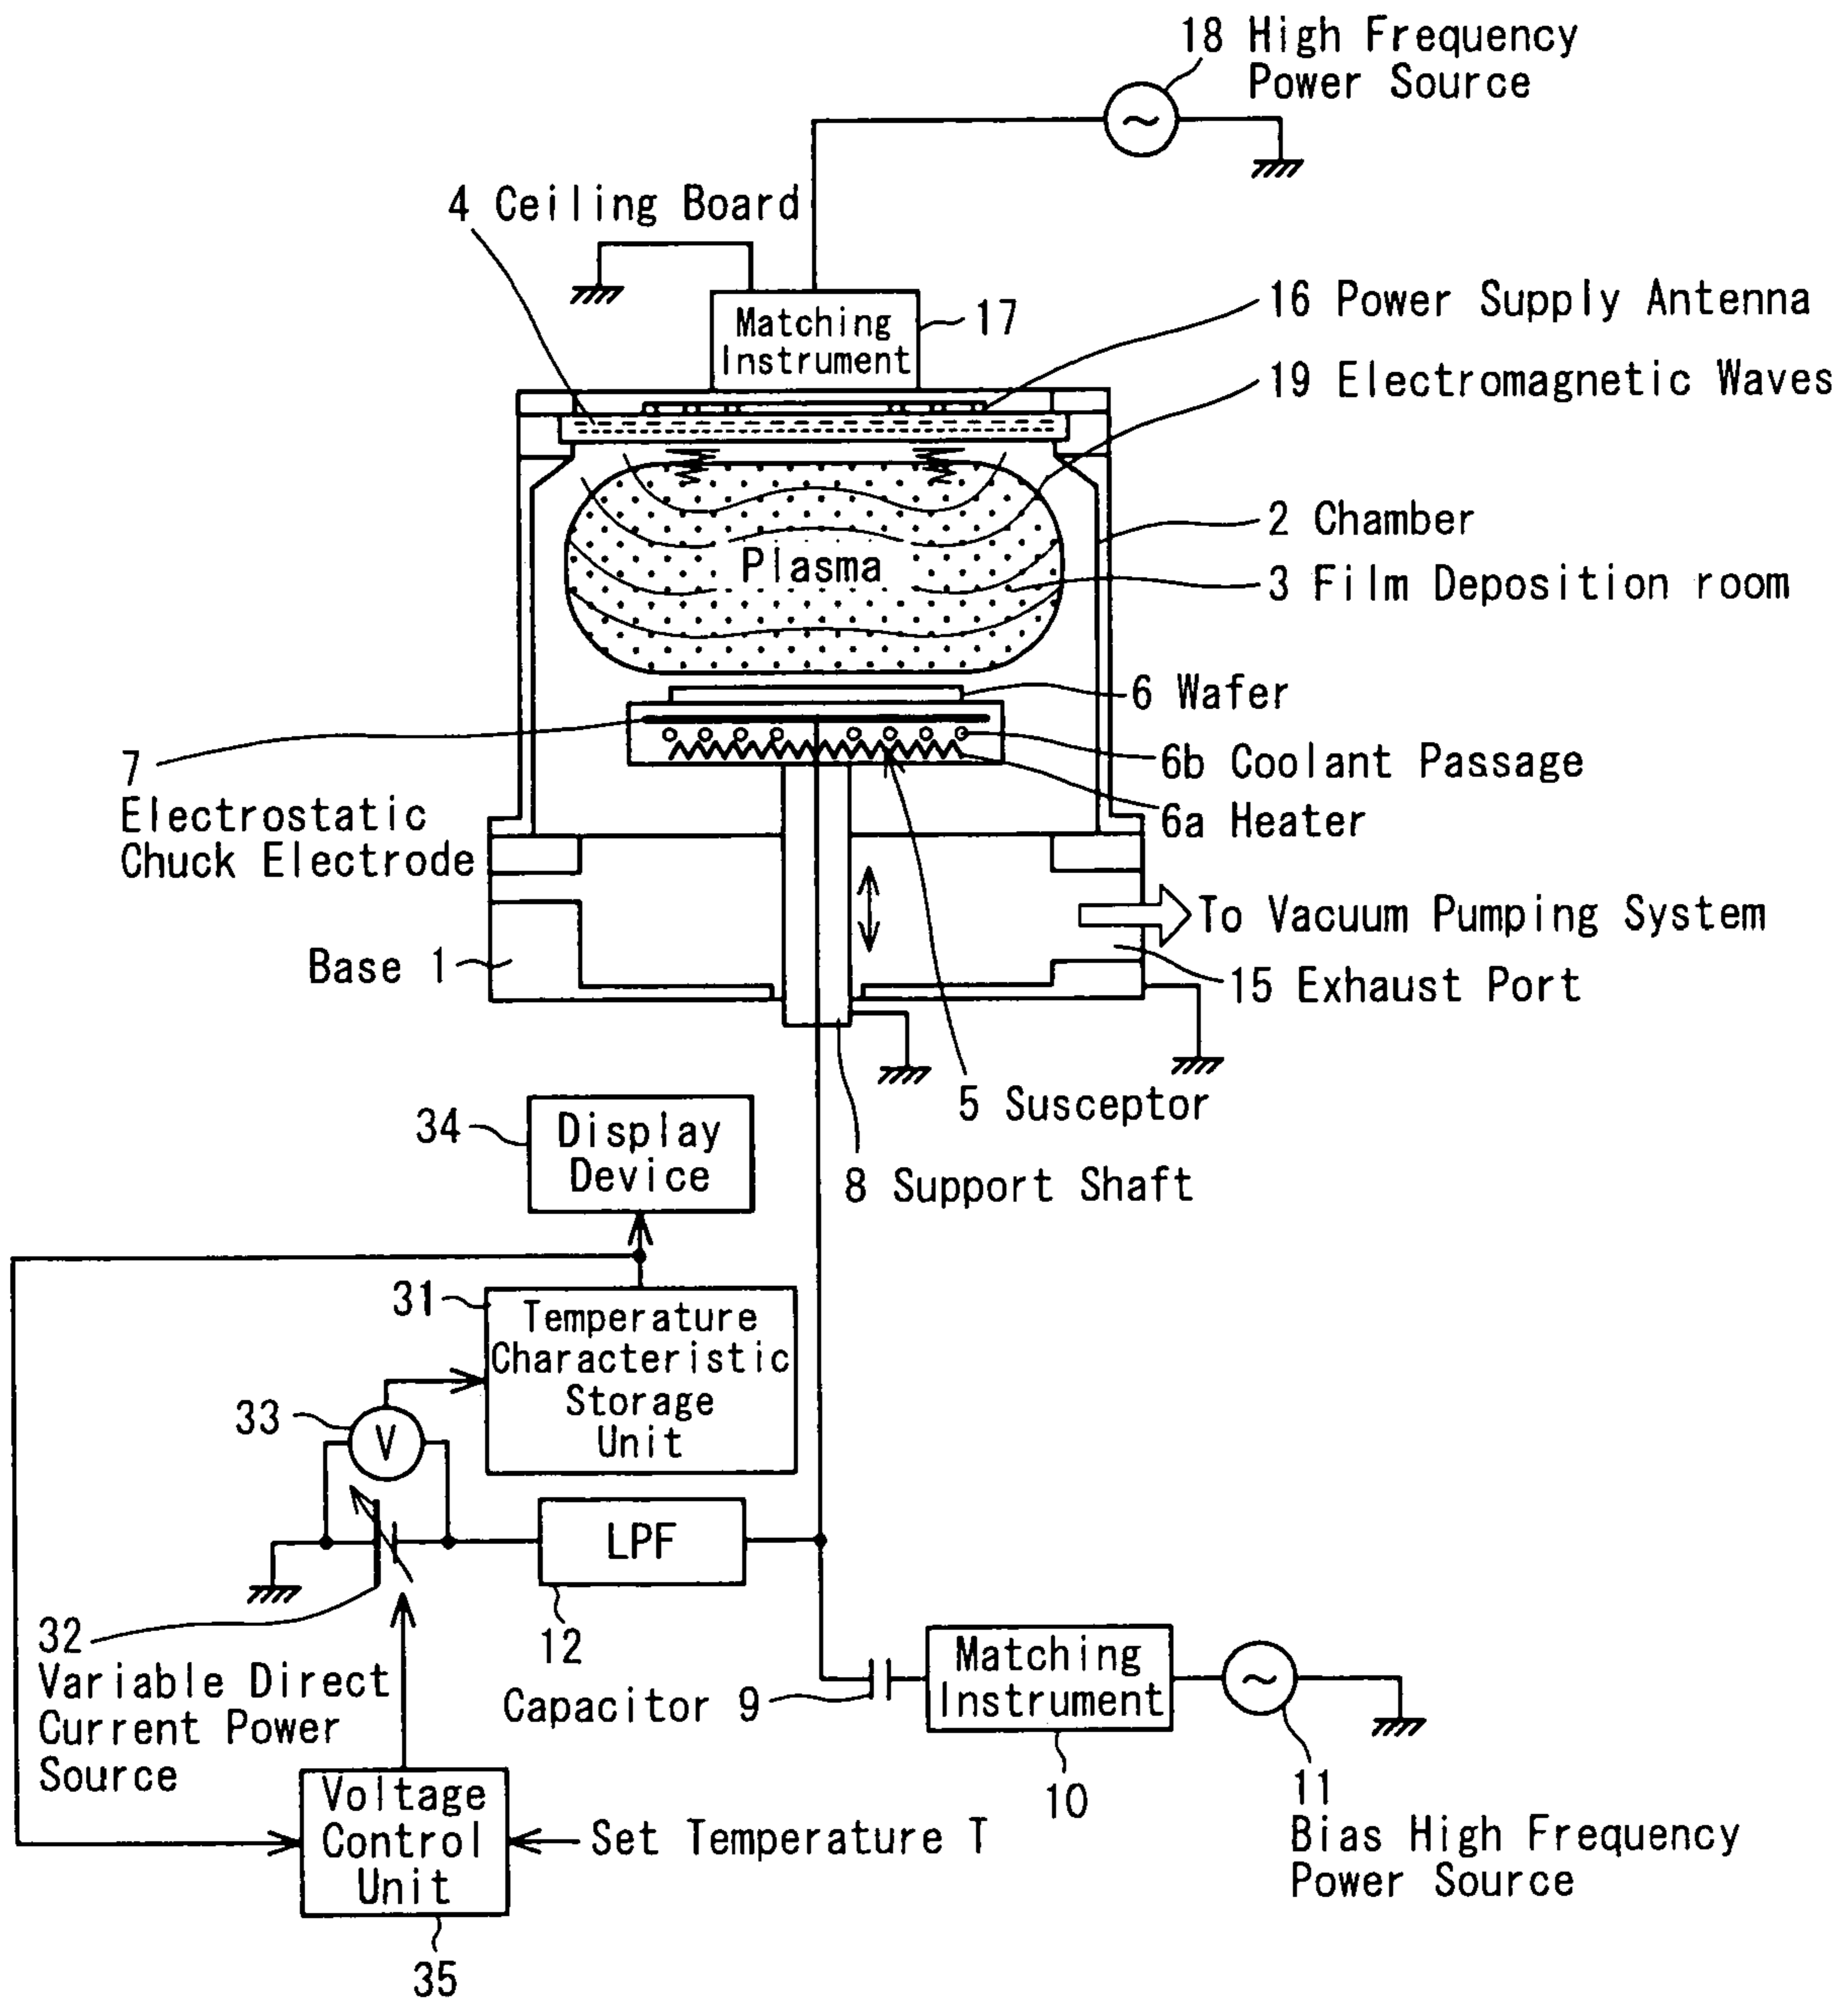 18 High Frequency
Power Source
4 Ceiling Board
Matching
Instrument
17
16 Power Supply Antenna
19 Electromagnetic Waves
2 Chamber
Plasma
3 Film Deposition room
6 Wafer
7
Electrostatic
Chuck Electrode
6b Coolant Passage
6a Heater
To Vacuum Pumping System
Base 1
15 Exhaust Port
5 Susceptor
34
Display
Device
8 Support Shaft
31
Temperature
Characteristic
Storage
Unit
33
V
LPF
12
32
Variable Direct
Current Power
Source
Capacitor 9
Matching
Instrument
10
11
Bias High Frequency
Power Source
Voltage
Control
Unit
Set Temperature T
35